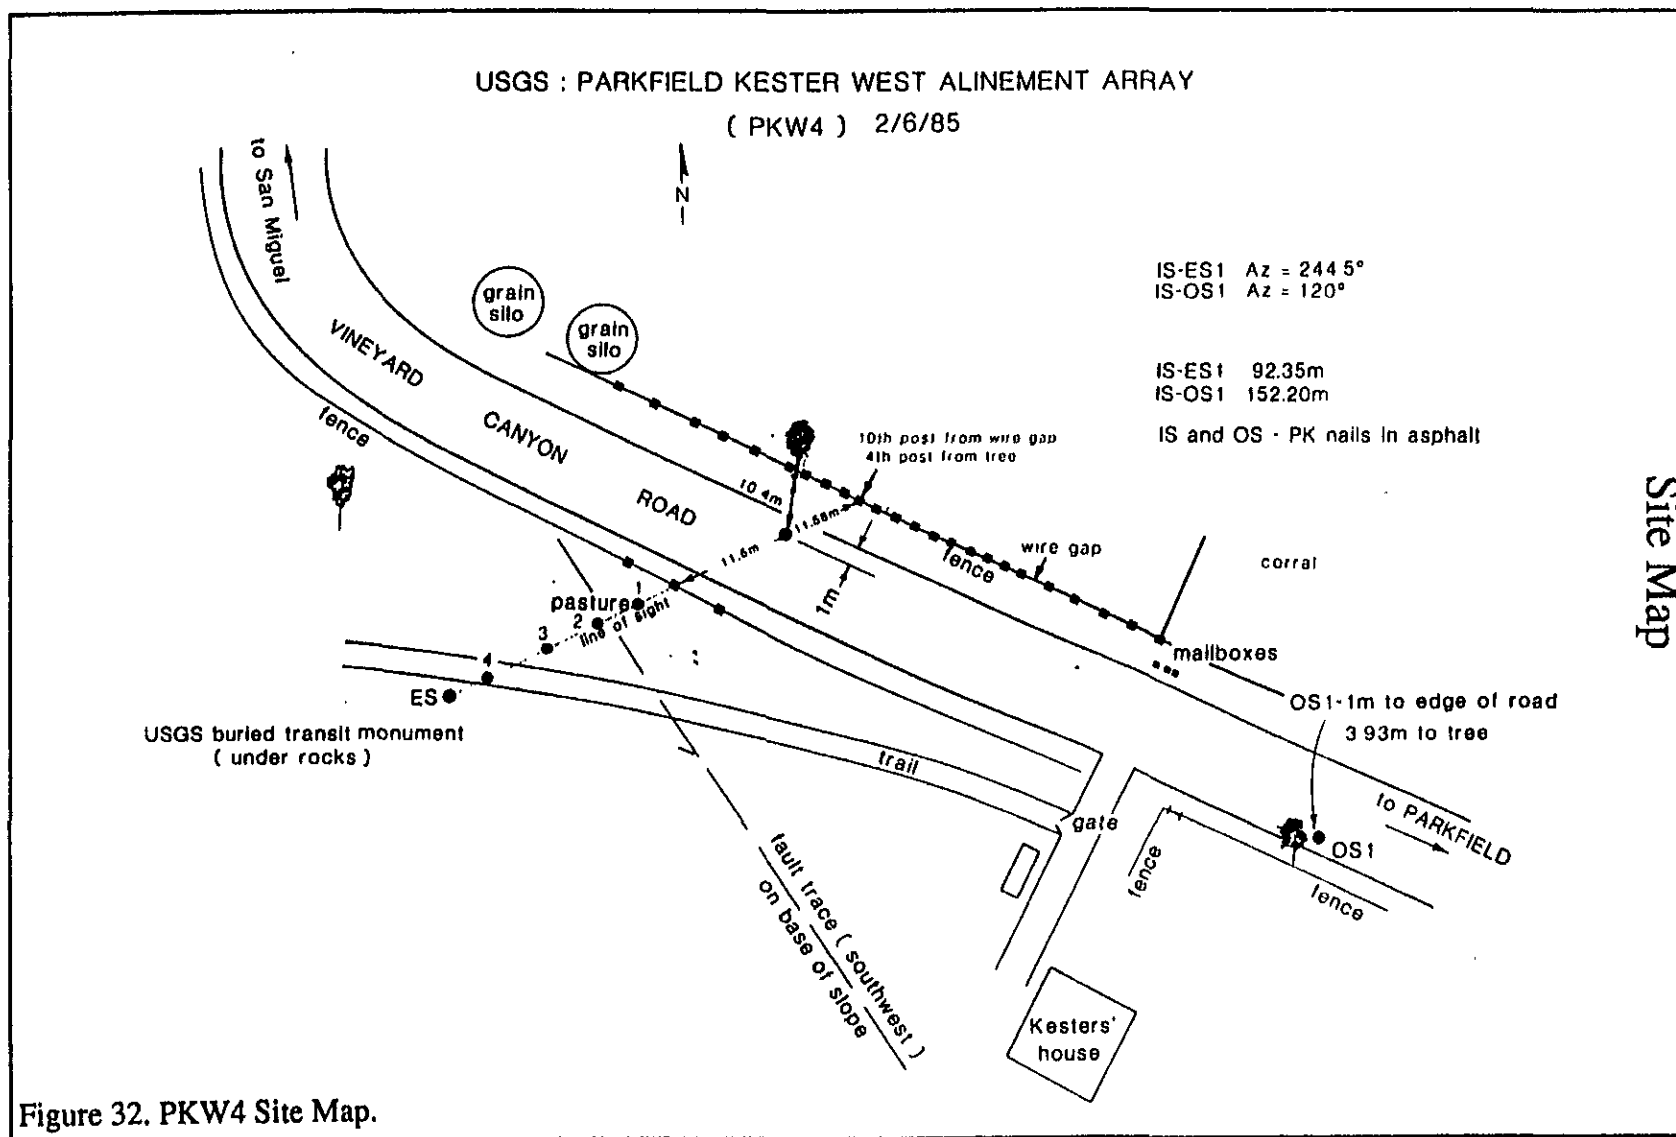 USGS : PARKFIELD KESTER WEST ALINEMENT ARRAY
( PKW4 ) 2/6/85
to San Miguel
N
IS-ES1 Az = 244 5°
IS-OS1 Az = 120°
grain
silo
grain
silo
VINEYARD
CANYON
ROAD
IS-ES1 92.35m
IS-OS1 152.20m
IS and OS - PK nails in asphalt
fence
10th post from wire gap
4th post from tree
10.4m
11.58m
11.6m
1m
fence
wire gap
corral
Site Map
pasture
1
2
3
4
line of sight
ES
USGS buried transit monument
( under rocks )
mailboxes
OS1-1m to edge of road
3 93m to tree
trail
gate
to PARKFIELD
OS1
fence
fence
fault trace ( southwest )
on base of slope
Kesters'
house
Figure 32. PKW4 Site Map.